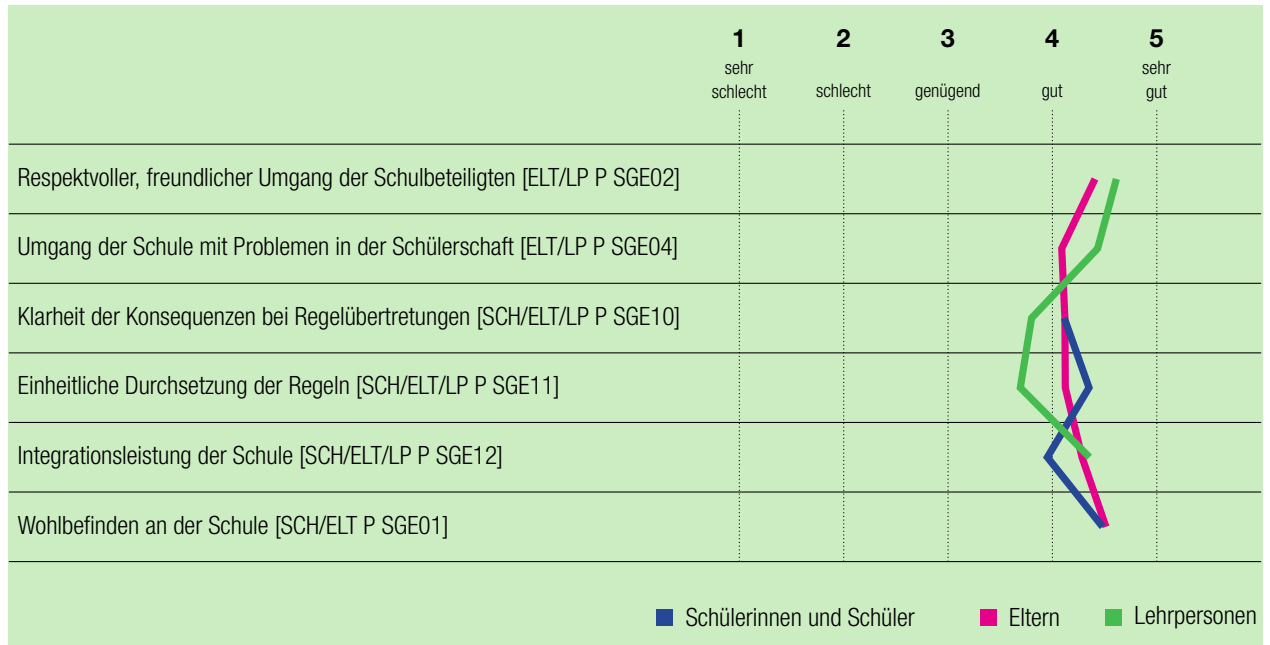 1 2 3 4 5
sehr schlecht schlecht genügend gut sehr gut
Respektvoller, freundlicher Umgang der Schulbeteiligten [ELT/LP P SGE02]
Umgang der Schule mit Problemen in der Schülerschaft [ELT/LP P SGE04]
Klarheit der Konsequenzen bei Regelübertretungen [SCH/ELT/LP P SGE10]
Einheitliche Durchsetzung der Regeln [SCH/ELT/LP P SGE11]
Integrationsleistung der Schule [SCH/ELT/LP P SGE12]
Wohlbefinden an der Schule [SCH/ELT P SGE01]
Schülerinnen und Schüler Eltern Lehrpersonen